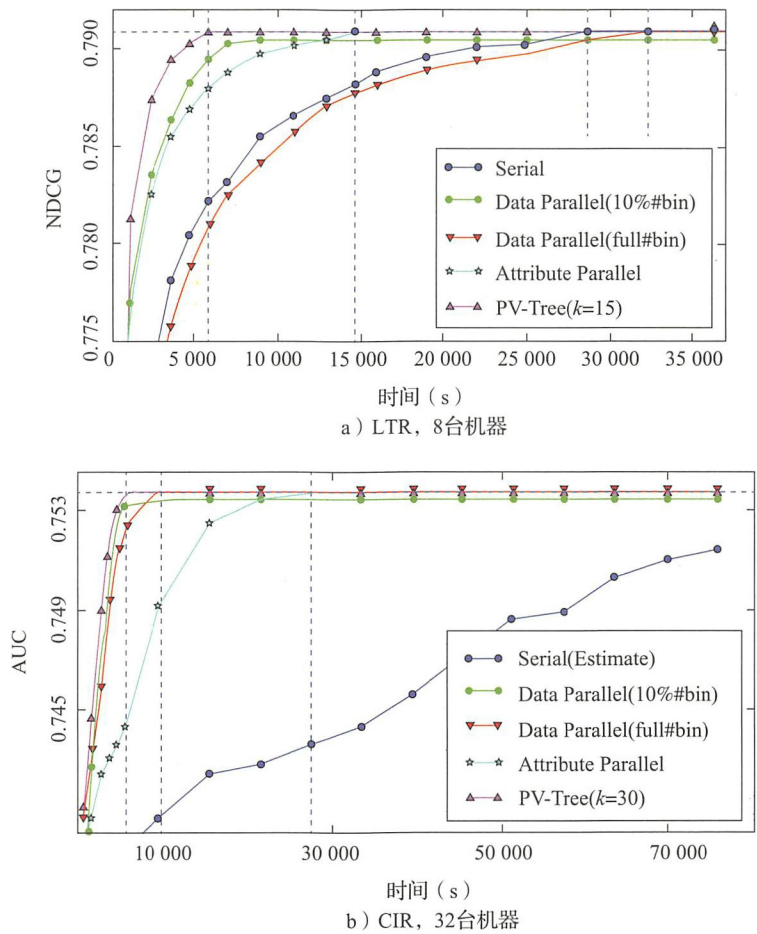 0.790
0.785
0.780
0.775
NDCG
Serial
Data Parallel(10%#bin)
Data Parallel(full#bin)
Attribute Parallel
PV-Tree(k=15)
0
5 000
10 000
15 000
20 000
25 000
30 000
35 000
时间（s）
a）LTR，8台机器
0.753
0.749
0.745
AUC
Serial(Estimate)
Data Parallel(10%#bin)
Data Parallel(full#bin)
Attribute Parallel
PV-Tree(k=30)
10 000
30 000
50 000
70 000
时间（s）
b）CIR，32台机器